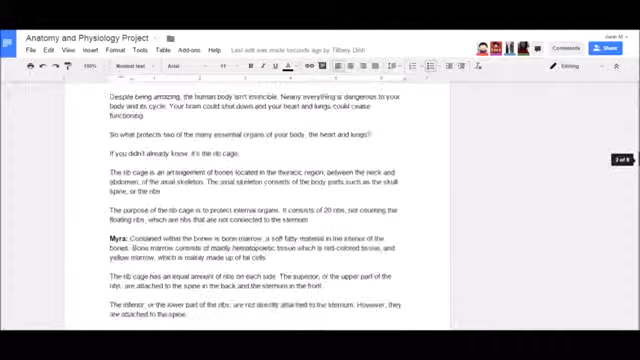 Anatomy and Physiology Project
File Edit View Insert Format Tools Table Add-ons Help Last edit was made seconds ago by Tiffany
Comments
Share
100% Normal text Arial 11 B I U A Editing
Despite being amazing, the human body isn't invincible. Nearly everything is dangerous to your
body and its cycle. Your brain could shut down and your heart and lungs, could cease
functioning.
So what protects two of the many essential organs of your body, the heart and lungs?
If you didn't already know, it's the rib cage.
The rib cage is an arrangement of bones located in the thoracic region, between the neck and
abdomen, of the axial skeleton. The axial skeleton consists of the body parts such as the skull
spine, or the ribs
The purpose of the rib cage is to protect internal organs. It consists of 20 ribs, not counting the
floating ribs, which are ribs that are not connected to the sternum
Myra: Contained within the bones is bone marrow, a soft fatty material in the interior of the
bones. Bone marrow consists of mainly hematopoietic tissue which is red-colored tissue, and
yellow marrow, which is mainly made up of fat cells.
The rib cage has an equal amount of ribs on each side. The superior, or the upper part of the
ribs, are attached to the spine in the back and the sternum in the front.
The inferior, or the lower part of the ribs, are not directly attached to the sternum. However, they
are attached to the spine.